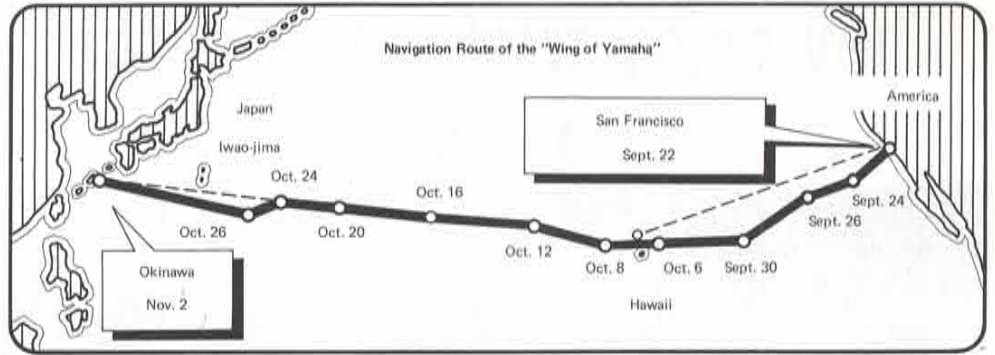 Navigation Route of the "Wing of Yamaha"
America
Japan
San Francisco
Sept. 22
Iwao-jima
Oct. 24
Oct. 16
Sept. 24
Oct. 20
Sept. 26
Oct. 26
Oct. 12
Oct. 8
Oct. 6
Sept. 30
Okinawa
Nov. 2
Hawaii